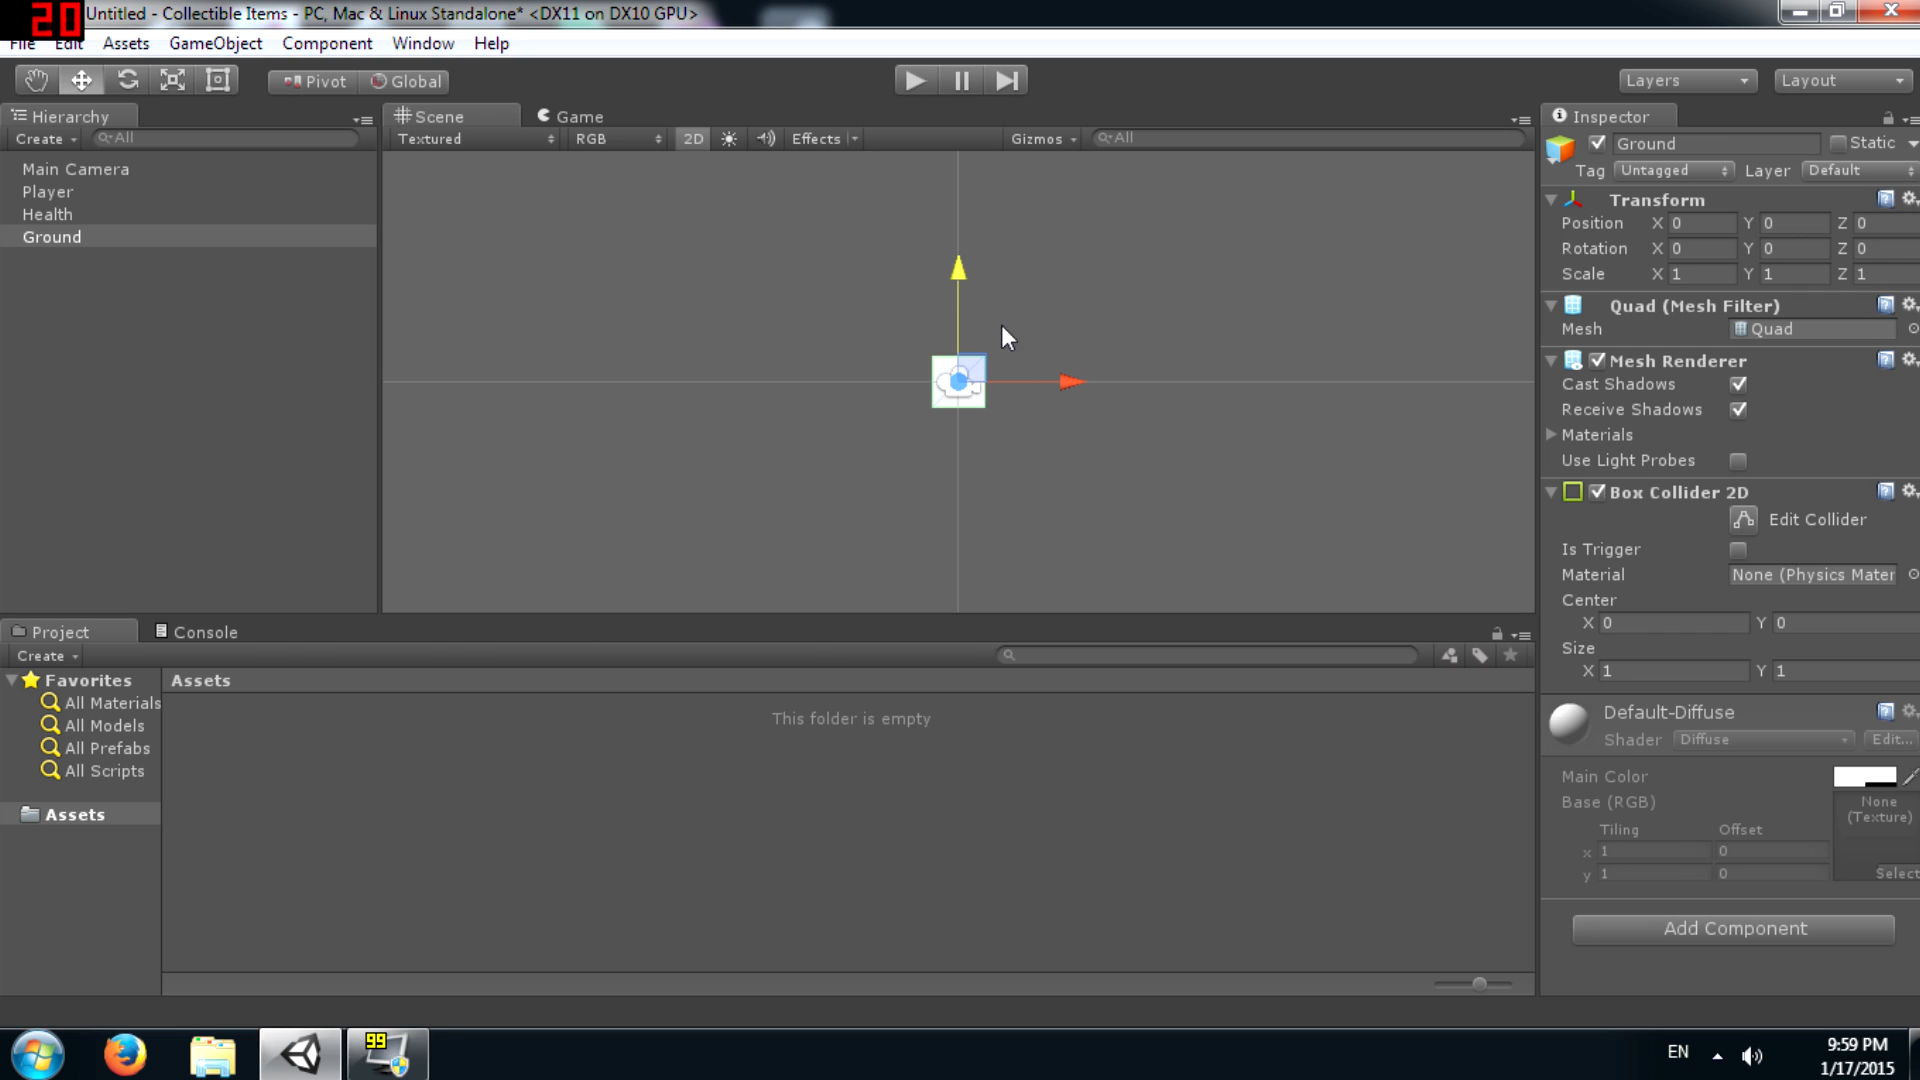 20
Untitled - Collectible Items - PC, Mac & Linux Standalone* <DX11 on DX10 GPU>
File Edit Assets GameObject Component Window Help
Pivot Global Layers Layout
Hierarchy
Create All
Main Camera
Player
Health
Ground
Scene Game
Textured RGB 2D Effects Gizmos All
Inspector
Ground Static
Tag Untagged Layer Default
Transform
Position X 0 Y 0 Z 0
Rotation X 0 Y 0 Z 0
Scale X 1 Y 1 Z 1
Quad (Mesh Filter)
Mesh Quad
Mesh Renderer
Cast Shadows
Receive Shadows
Materials
Use Light Probes
Box Collider 2D
Edit Collider
Is Trigger
Material None (Physics Mater
Center
X 0 Y 0
Size
X 1 Y 1
Default-Diffuse
Shader Diffuse Edit...
Main Color
Base (RGB)
None
(Texture)
Tiling Offset
x 1 0
y 1 0
Select
Add Component
Project Console
Create
Favorites
All Materials
All Models
All Prefabs
All Scripts
Assets
Assets
This folder is empty
99
EN
9:59 PM
1/17/2015